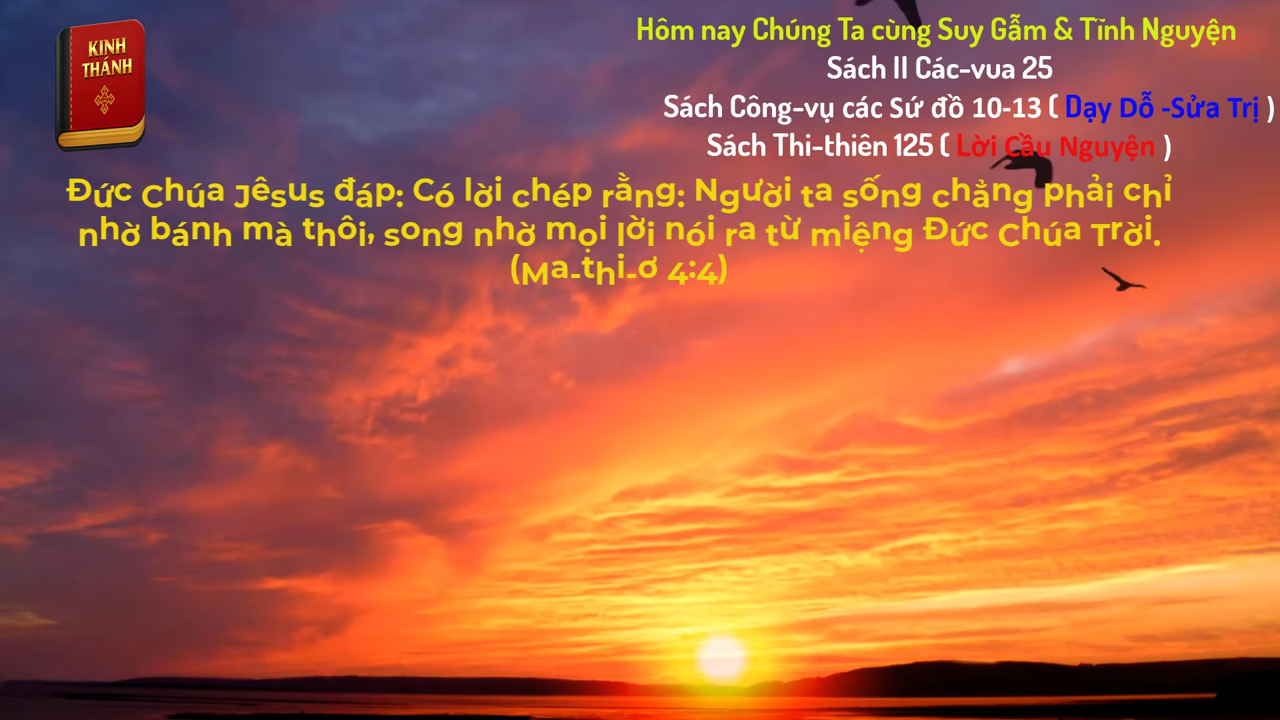 KINH
THÁNH
Hôm nay Chúng Ta cùng Suy Gẫm & Tĩnh Nguyện
Sách II Các-vua 25
Sách Công-vụ các Sứ đồ 10-13 ( Dạy Dỗ -Sửa Trị )
Sách Thi-thiên 125 ( Lời Cầu Nguyện )
Đức Chúa Jêsus đáp: Có lời chép rằng: Người ta sống chẳng phải chỉ
nhờ bánh mà thôi, song nhờ mọi lời nói ra từ miệng Đức Chúa Trời.
(Ma-thi-ơ 4:4)